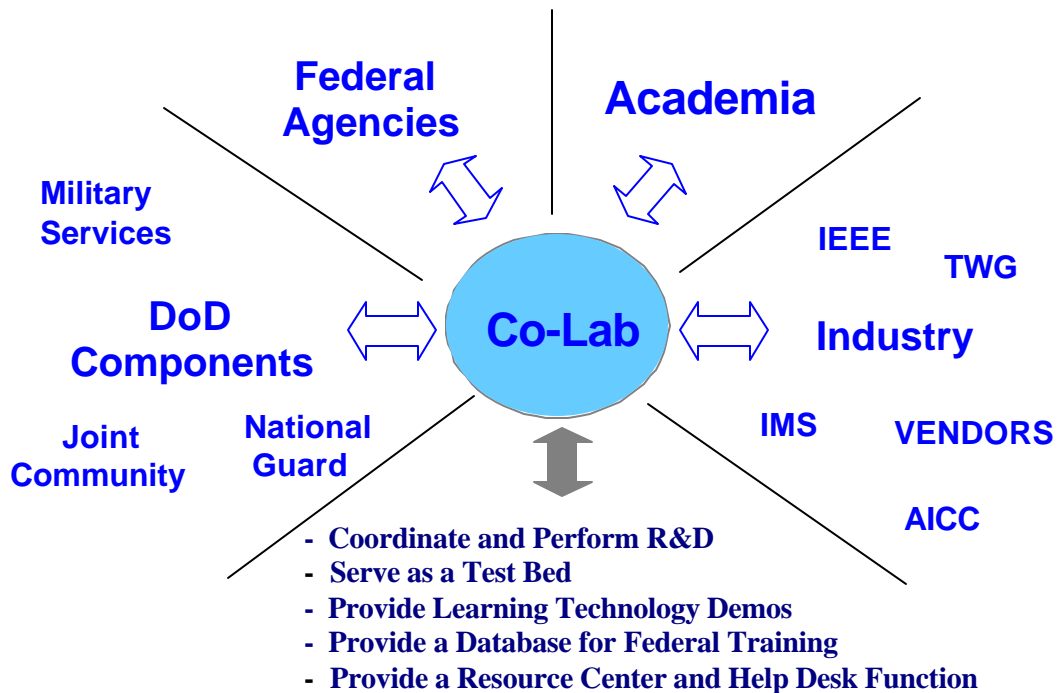 Federal
Agencies
Academia
Military
Services
IEEE
TWG
DoD
Components
Co-Lab
Industry
Joint
Community
National
Guard
IMS
VENDORS
AICC
- Coordinate and Perform R&D
- Serve as a Test Bed
- Provide Learning Technology Demos
- Provide a Database for Federal Training
- Provide a Resource Center and Help Desk Function